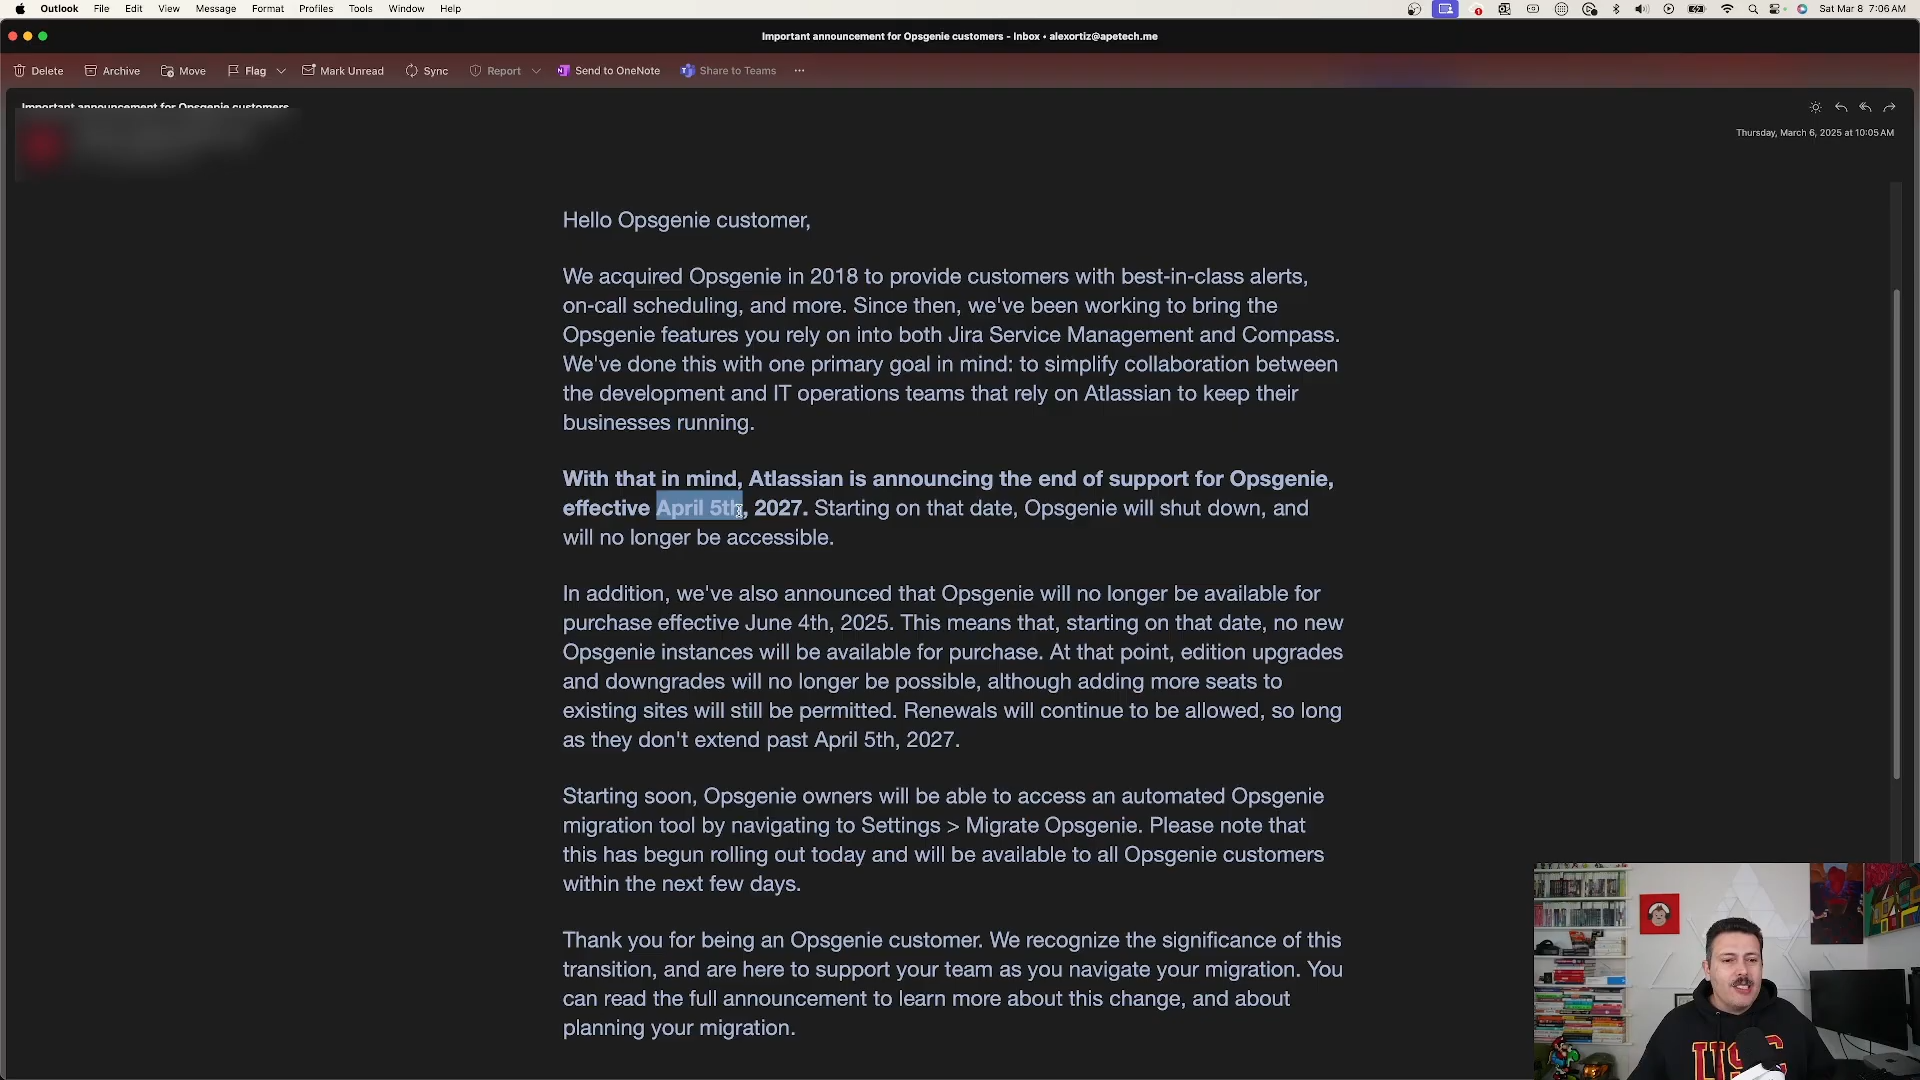 Outlook File Edit View Message Format Profiles Tools Window Help
Sat Mar 8 7:06 AM
Important announcement for Opsgenie customers - Inbox • alexortiz@apetech.me
Delete Archive Move Flag Mark Unread Sync Report Send to OneNote Share to Teams
Important announcement for Opsgenie customers
Thursday, March 6, 2025 at 10:05 AM
Hello Opsgenie customer,
We acquired Opsgenie in 2018 to provide customers with best-in-class alerts,
on-call scheduling, and more. Since then, we've been working to bring the
Opsgenie features you rely on into both Jira Service Management and Compass.
We've done this with one primary goal in mind: to simplify collaboration between
the development and IT operations teams that rely on Atlassian to keep their
businesses running.
With that in mind, Atlassian is announcing the end of support for Opsgenie,
effective April 5th, 2027. Starting on that date, Opsgenie will shut down, and
will no longer be accessible.
In addition, we've also announced that Opsgenie will no longer be available for
purchase effective June 4th, 2025. This means that, starting on that date, no new
Opsgenie instances will be available for purchase. At that point, edition upgrades
and downgrades will no longer be possible, although adding more seats to
existing sites will still be permitted. Renewals will continue to be allowed, so long
as they don't extend past April 5th, 2027.
Starting soon, Opsgenie owners will be able to access an automated Opsgenie
migration tool by navigating to Settings > Migrate Opsgenie. Please note that
this has begun rolling out today and will be available to all Opsgenie customers
within the next few days.
Thank you for being an Opsgenie customer. We recognize the significance of this
transition, and are here to support your team as you navigate your migration. You
can read the full announcement to learn more about this change, and about
planning your migration.
USC